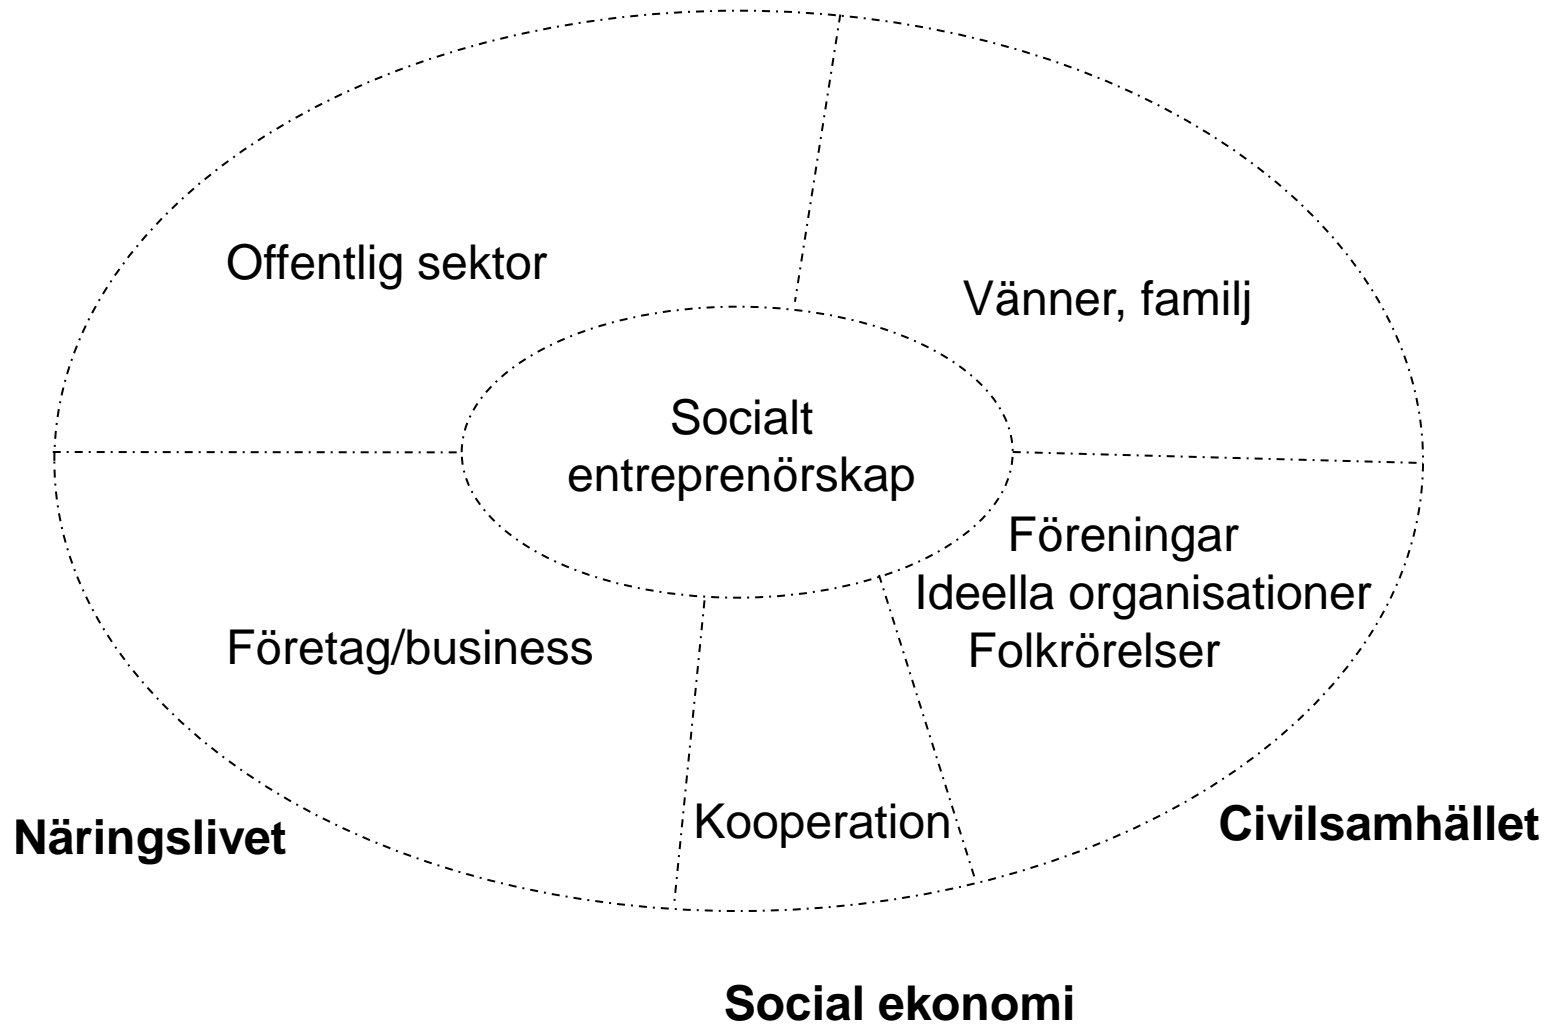 Offentlig sektor
Vänner, familj
Socialt
entreprenörskap
Föreningar
Ideella organisationer
Folkrörelser
Företag/business
Kooperation
Näringslivet
Civilsamhället
Social ekonomi